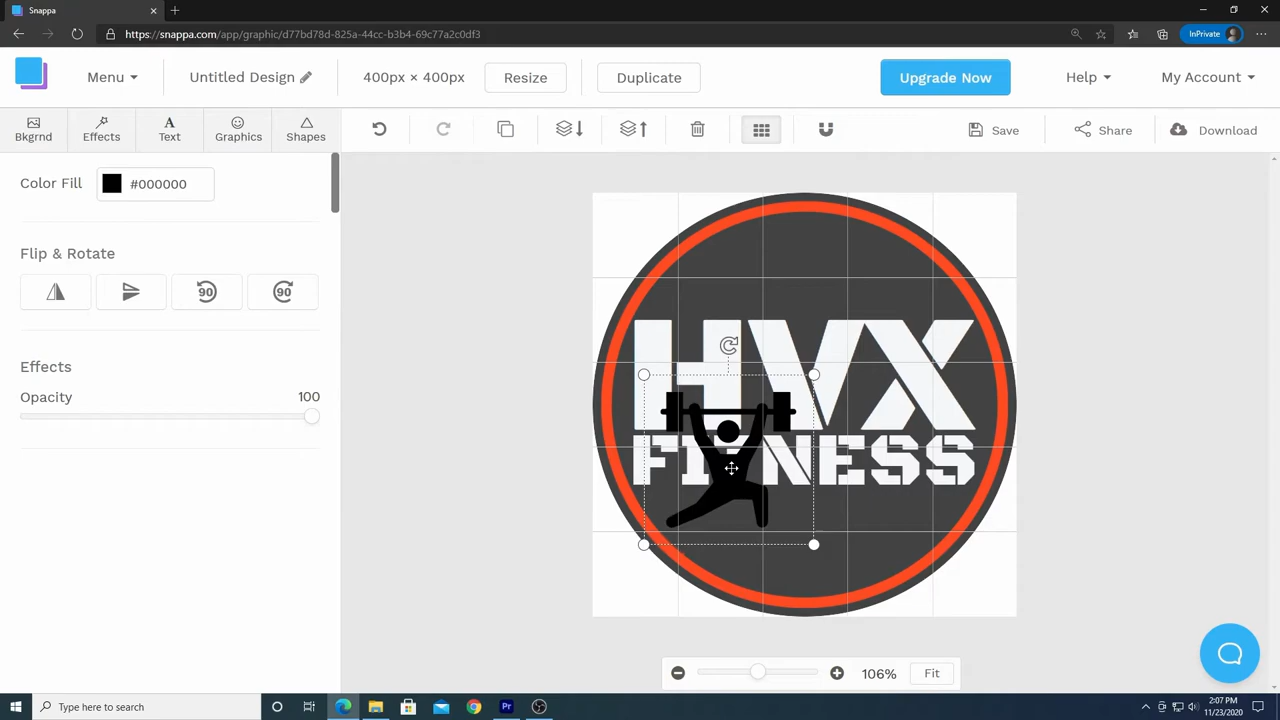 Snappa
https://snappa.com/app/graphic/d77bd78d-825a-44cc-b3b4-69c77a2c0df3
InPrivate
Menu
Untitled Design
400px × 400px
Resize
Duplicate
Upgrade Now
Help
My Account
Bkgrnd
Effects
Text
Graphics
Shapes
Save
Share
Download
Color Fill
#000000
Flip & Rotate
90
90
Effects
Opacity
100
HVX
FITNESS
106%
Fit
Type here to search
2:07 PM
11/23/2020